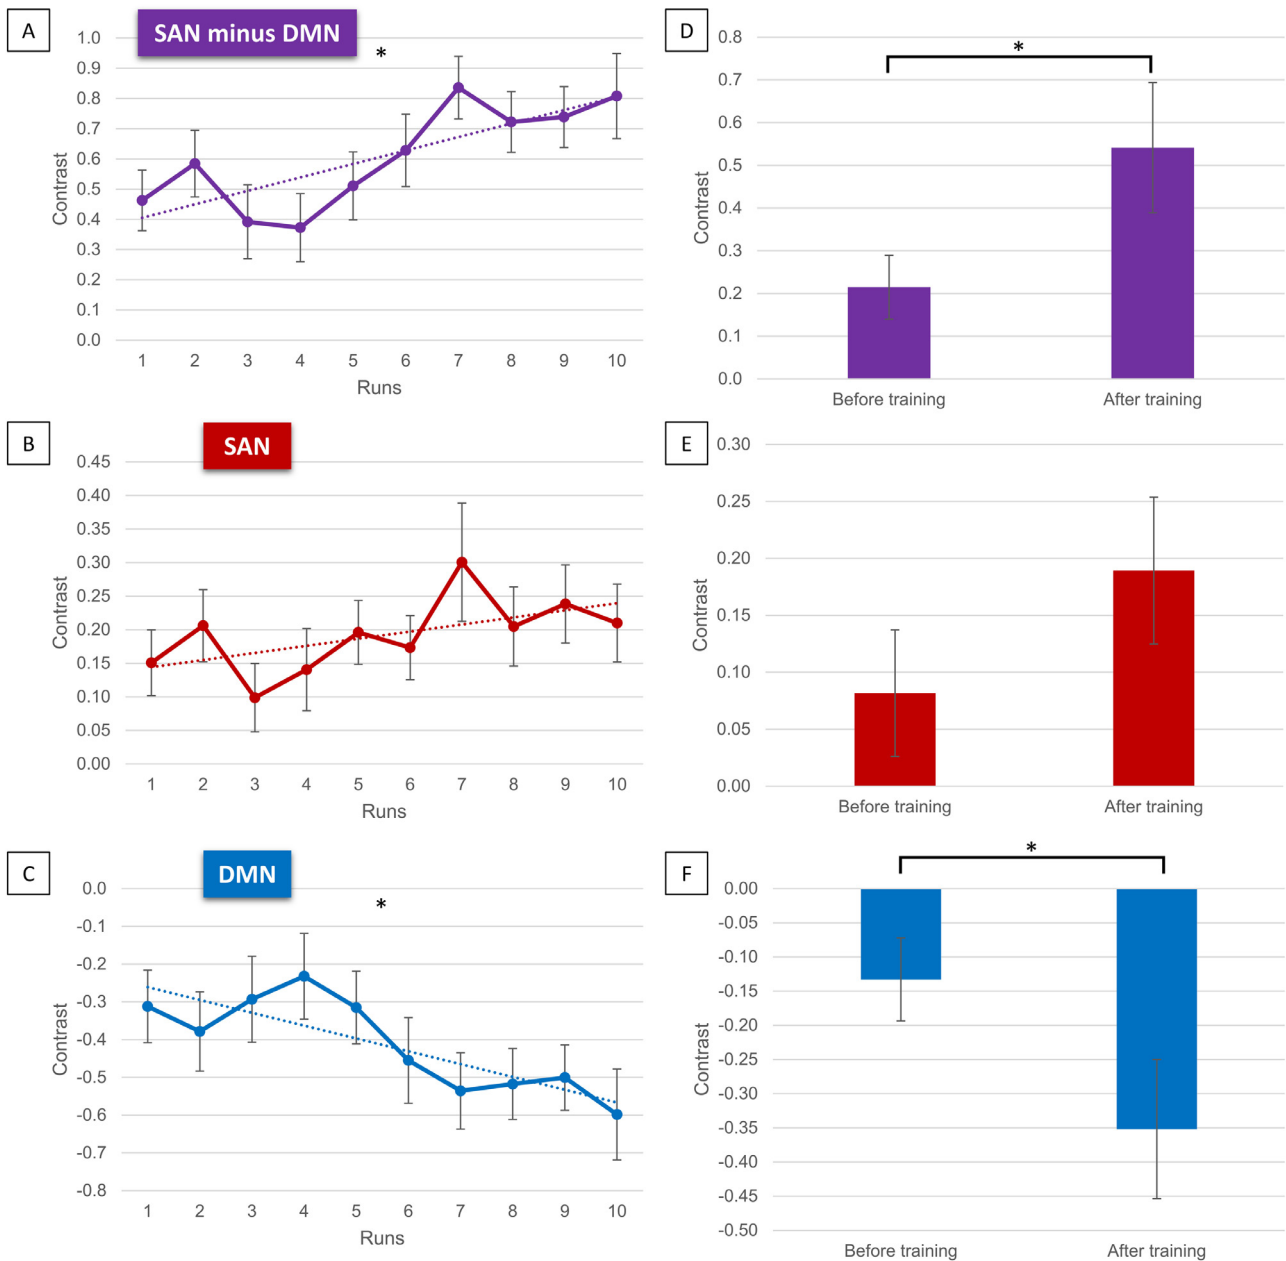 A
SAN minus DMN
*
1.0
0.9
0.8
0.7
0.6
0.5
0.4
0.3
0.2
0.1
0.0
Contrast
1 2 3 4 5 6 7 8 9 10
Runs
D
*
0.8
0.7
0.6
0.5
0.4
0.3
0.2
0.1
0.0
Contrast
Before training After training
B
SAN
0.45
0.40
0.35
0.30
0.25
0.20
0.15
0.10
0.05
0.00
Contrast
1 2 3 4 5 6 7 8 9 10
Runs
E
0.30
0.25
0.20
0.15
0.10
0.05
0.00
Contrast
Before training After training
C
DMN
*
0.0
-0.1
-0.2
-0.3
-0.4
-0.5
-0.6
-0.7
-0.8
Contrast
1 2 3 4 5 6 7 8 9 10
Runs
F
*
0.00
-0.05
-0.10
-0.15
-0.20
-0.25
-0.30
-0.35
-0.40
-0.45
-0.50
Contrast
Before training After training